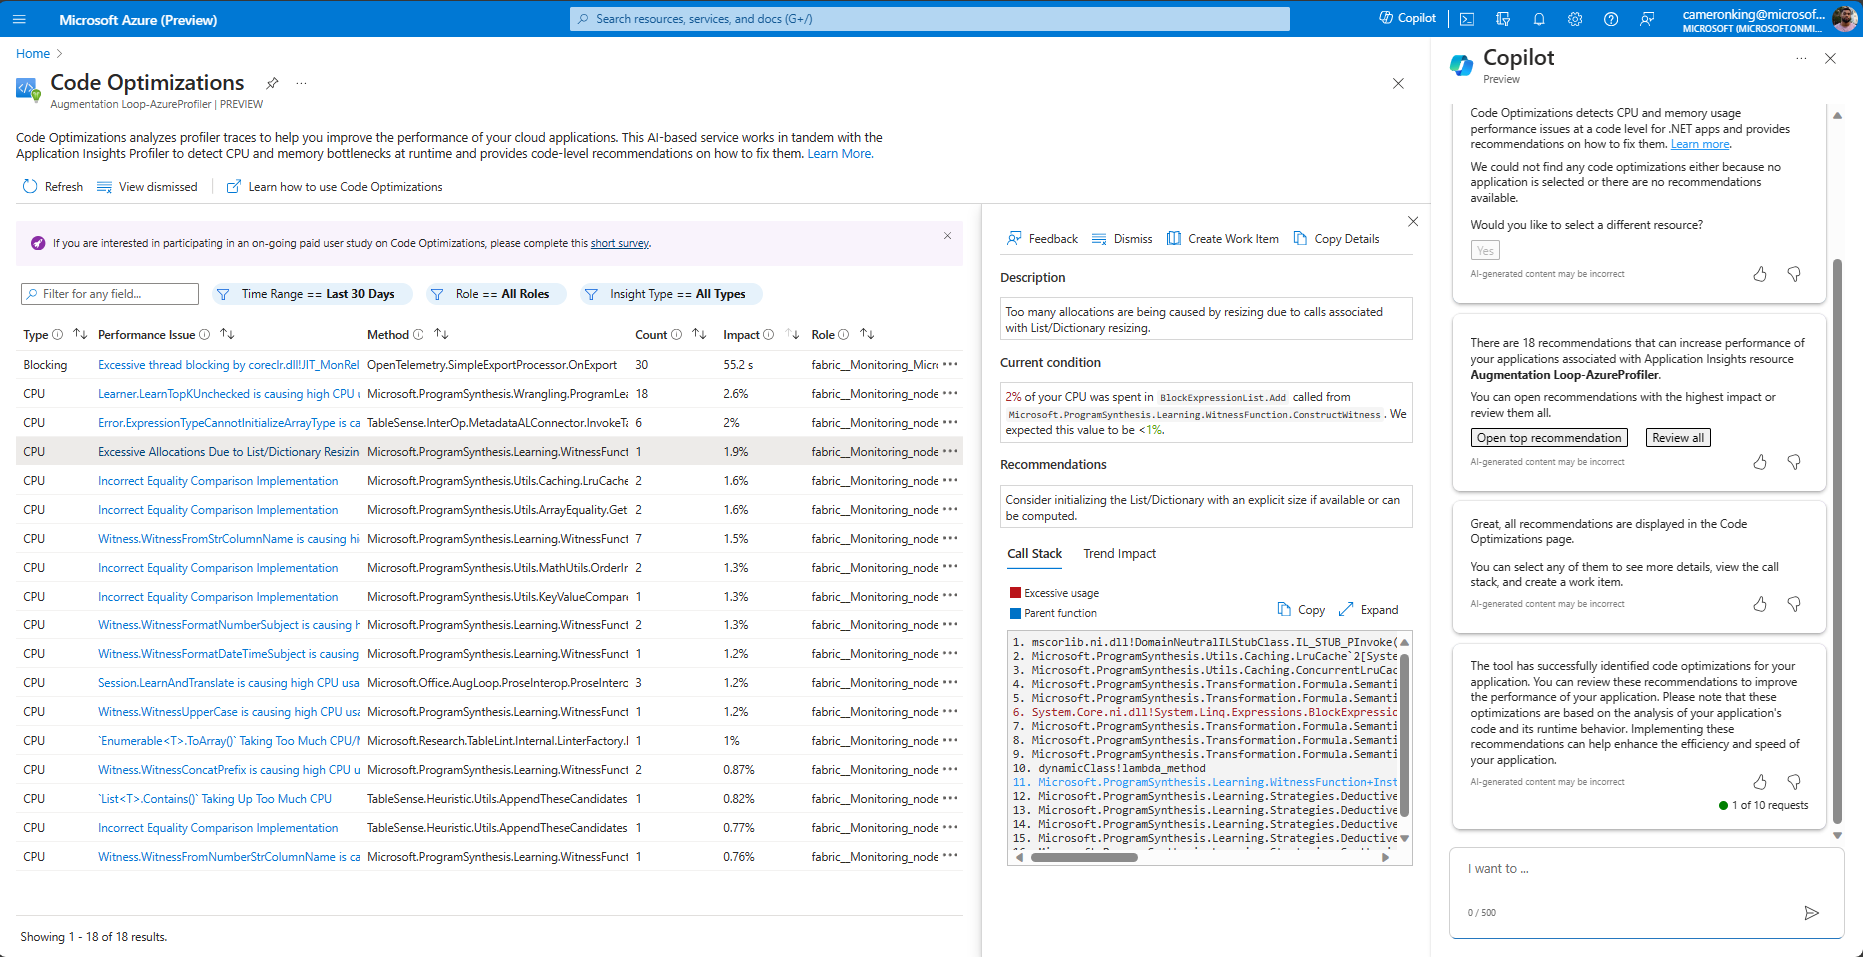 Microsoft Azure (Preview)
Search resources, services, and docs (G+/)
Copilot
cameronking@microsof...
MICROSOFT (MICROSOFT.ONMI...
Home
Code Optimizations
...
Augmentation Loop-AzureProfiler | PREVIEW
Code Optimizations analyzes profiler traces to help you improve the performance of your cloud applications. This AI-based service works in tandem with the
Application Insights Profiler to detect CPU and memory bottlenecks at runtime and provides code-level recommendations on how to fix them. Learn More.
Refresh View dismissed Learn how to use Code Optimizations
If you are interested in participating in an on-going paid user study on Code Optimizations, please complete this short survey.
Filter for any field... Time Range == Last 30 Days Role == All Roles Insight Type == All Types
Type Performance Issue Method Count Impact Role
Blocking Excessive thread blocking by coreclr.dll!JIT_MonRel OpenTelemetry.SimpleExportProcessor.OnExport 30 55.2 s fabric__Monitoring_Micro
CPU Learner.LearnTopKUnchecked is causing high CPU u Microsoft.ProgramSynthesis.Wrangling.ProgramLea 18 2.6% fabric__Monitoring_node
CPU Error.ExpressionTypeCannotInitializeArrayType is ca TableSense.InterOp.MetadataALConnector.InvokeTa 6 2% fabric__Monitoring_node
CPU Excessive Allocations Due to List/Dictionary Resizin Microsoft.ProgramSynthesis.Learning.WitnessFunct 1 1.9% fabric__Monitoring_node
CPU Incorrect Equality Comparison Implementation Microsoft.ProgramSynthesis.Utils.Caching.LruCache 2 1.6% fabric__Monitoring_node
CPU Incorrect Equality Comparison Implementation Microsoft.ProgramSynthesis.Utils.ArrayEquality.Get 2 1.6% fabric__Monitoring_node
CPU Witness.WitnessFromStrColumnName is causing hi Microsoft.ProgramSynthesis.Learning.WitnessFunct 7 1.5% fabric__Monitoring_node
CPU Incorrect Equality Comparison Implementation Microsoft.ProgramSynthesis.Utils.MathUtils.OrderIr 2 1.3% fabric__Monitoring_node
CPU Incorrect Equality Comparison Implementation Microsoft.ProgramSynthesis.Utils.KeyValueCompare 1 1.3% fabric__Monitoring_node
CPU Witness.WitnessFormatNumberSubject is causing h Microsoft.ProgramSynthesis.Learning.WitnessFunct 2 1.3% fabric__Monitoring_node
CPU Witness.WitnessFormatDateTimeSubject is causing Microsoft.ProgramSynthesis.Learning.WitnessFunct 1 1.2% fabric__Monitoring_node
CPU Session.LearnAndTranslate is causing high CPU usa Microsoft.Office.AugLoop.ProseInterop.ProseInterc 3 1.2% fabric__Monitoring_node
CPU Witness.WitnessUpperCase is causing high CPU usa Microsoft.ProgramSynthesis.Learning.WitnessFunct 1 1.2% fabric__Monitoring_node
CPU `Enumerable<T>.ToArray()` Taking Too Much CPU/M Microsoft.Research.TableLint.Internal.LinterFactory.I 1 1% fabric__Monitoring_node
CPU Witness.WitnessConcatPrefix is causing high CPU u Microsoft.ProgramSynthesis.Learning.WitnessFunct 2 0.87% fabric__Monitoring_node
CPU `List<T>.Contains()` Taking Up Too Much CPU TableSense.Heuristic.Utils.AppendTheseCandidates 1 0.82% fabric__Monitoring_node
CPU Incorrect Equality Comparison Implementation TableSense.Heuristic.Utils.AppendTheseCandidates 1 0.77% fabric__Monitoring_node
CPU Witness.WitnessFromNumberStrColumnName is ca Microsoft.ProgramSynthesis.Learning.WitnessFunct 1 0.76% fabric__Monitoring_node
Showing 1 - 18 of 18 results.
Feedback Dismiss Create Work Item Copy Details
Description
Too many allocations are being caused by resizing due to calls associated
with List/Dictionary resizing.
Current condition
2% of your CPU was spent in BlockExpressionList.Add called from
Microsoft.ProgramSynthesis.Learning.WitnessFunction.ConstructWitness . We
expected this value to be <1%.
Recommendations
Consider initializing the List/Dictionary with an explicit size if available or can
be computed.
Call Stack Trend Impact
Excessive usage
Parent function
Copy Expand
1. mscorlib.ni.dll!DomainNeutralILStubClass.IL_STUB_PInvoke(
2. Microsoft.ProgramSynthesis.Utils.Caching.LruCache`2[Syste
3. Microsoft.ProgramSynthesis.Utils.Caching.ConcurrentLruCac
4. Microsoft.ProgramSynthesis.Transformation.Formula.Semanti
5. Microsoft.ProgramSynthesis.Transformation.Formula.Semanti
6. System.Core.ni.dll!System.Linq.Expressions.BlockExpressio
7. Microsoft.ProgramSynthesis.Transformation.Formula.Semanti
8. Microsoft.ProgramSynthesis.Transformation.Formula.Semanti
9. Microsoft.ProgramSynthesis.Transformation.Formula.Semanti
10. dynamicClass!lambda_method
11. Microsoft.ProgramSynthesis.Learning.WitnessFunction+Inst
12. Microsoft.ProgramSynthesis.Learning.Strategies.Deductive
13. Microsoft.ProgramSynthesis.Learning.Strategies.Deductive
14. Microsoft.ProgramSynthesis.Learning.Strategies.Deductive
15. Microsoft.ProgramSynthesis.Learning.Strategies.Deductive
Copilot
Preview
Code Optimizations detects CPU and memory usage
performance issues at a code level for .NET apps and provides
recommendations on how to fix them. Learn more.
We could not find any code optimizations either because no
application is selected or there are no recommendations
available.
Would you like to select a different resource?
Yes
AI-generated content may be incorrect
There are 18 recommendations that can increase performance of
your applications associated with Application Insights resource
Augmentation Loop-AzureProfiler.
You can open recommendations with the highest impact or
review them all.
Open top recommendation Review all
AI-generated content may be incorrect
Great, all recommendations are displayed in the Code
Optimizations page.
You can select any of them to see more details, view the call
stack, and create a work item.
AI-generated content may be incorrect
The tool has successfully identified code optimizations for your
application. You can review these recommendations to improve
the performance of your application. Please note that these
optimizations are based on the analysis of your application's
code and its runtime behavior. Implementing these
recommendations can help enhance the efficiency and speed of
your application.
AI-generated content may be incorrect
1 of 10 requests
I want to ...
0 / 500